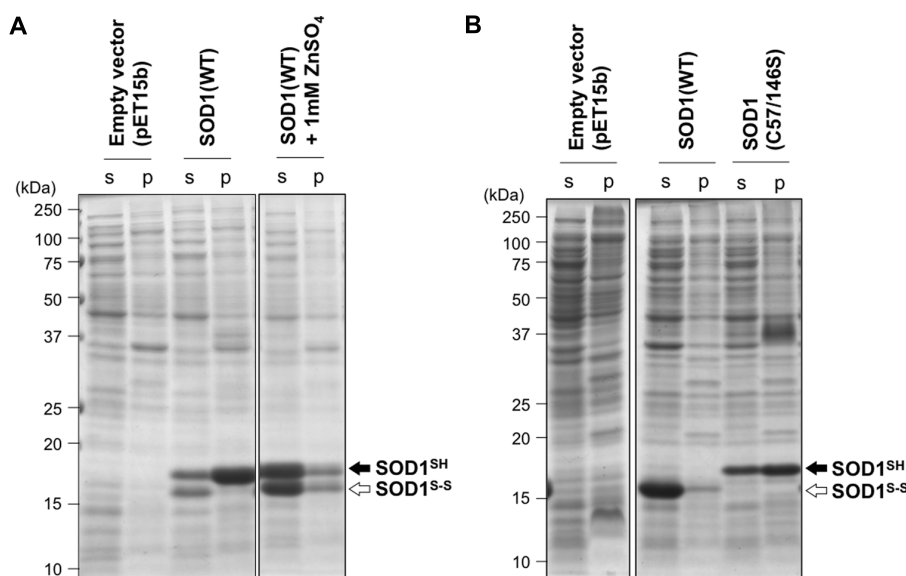 A
Empty vector
(pET15b)
SOD1(WT)
SOD1(WT)
+ 1mM ZnSO4
s p s p s p
(kDa)
250
100
75
50
37
25
20
15
10
SOD1SH
SOD1S-S
B
Empty vector
(pET15b)
SOD1(WT)
SOD1
(C57/146S)
s p s p s p
(kDa)
250
100
75
50
37
25
20
15
10
SOD1SH
SOD1S-S